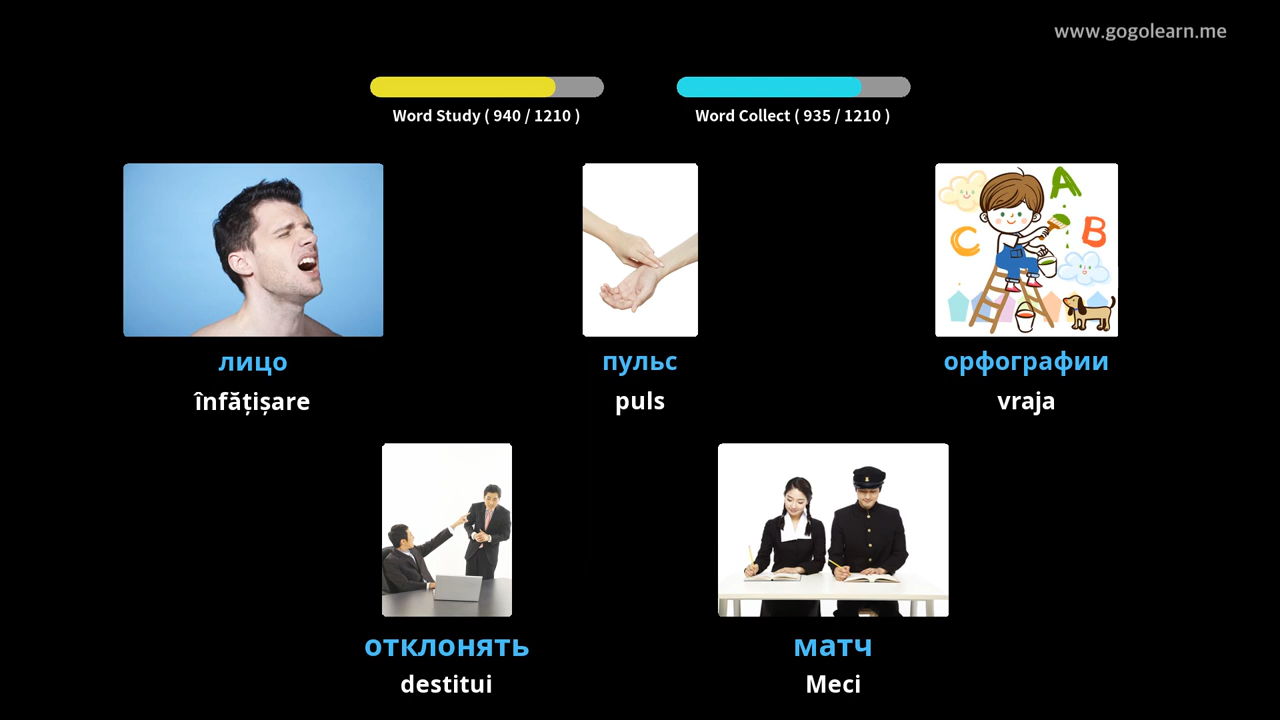 www.gogolearn.me
Word Study ( 940 / 1210 )
Word Collect ( 935 / 1210 )
A
B
C
лицо
înfățișare
пульс
puls
орфографии
vraja
отклонять
destitui
матч
Meci